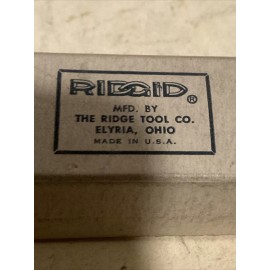 RIDGID®
MFD. BY
THE RIDGE TOOL CO.
ELYRIA, OHIO
MADE IN U.S.A.